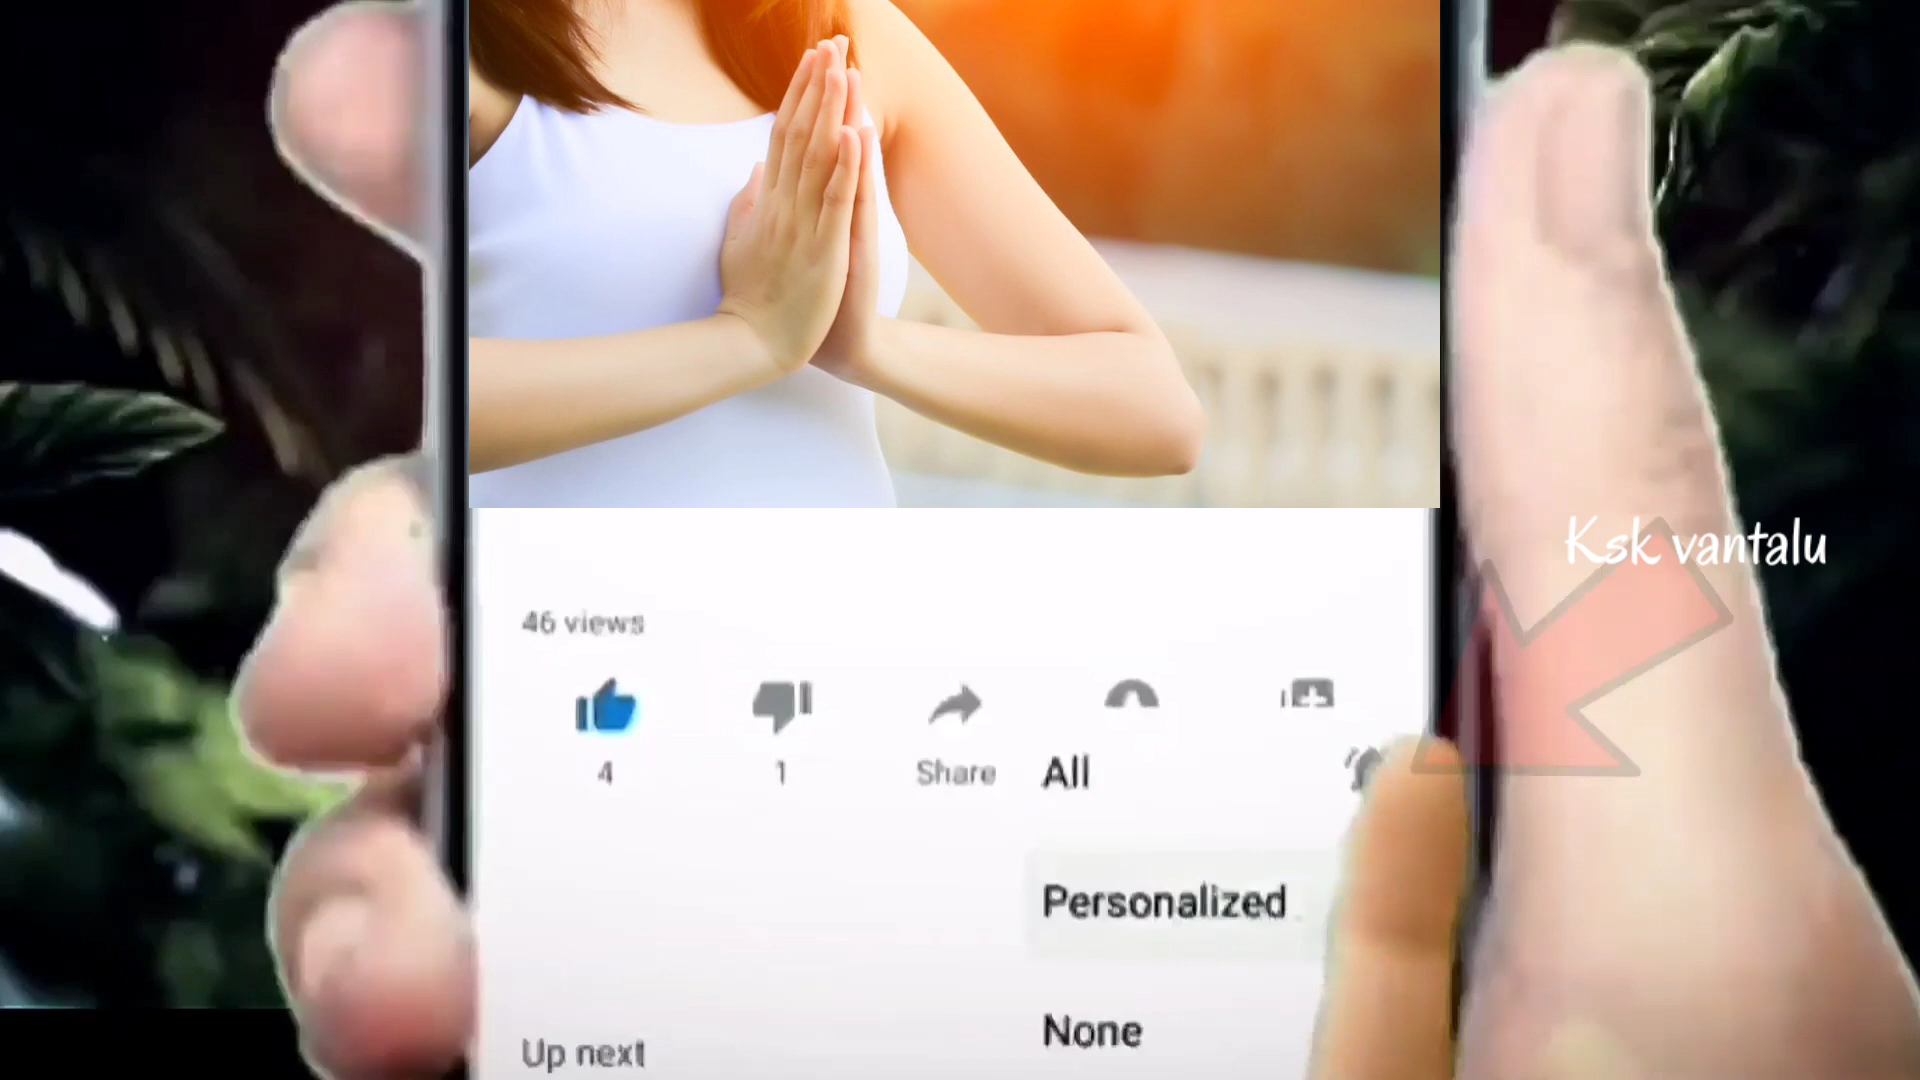 Ksk vantalu
46 views
4
1
Share
All
Personalized
None
Up next